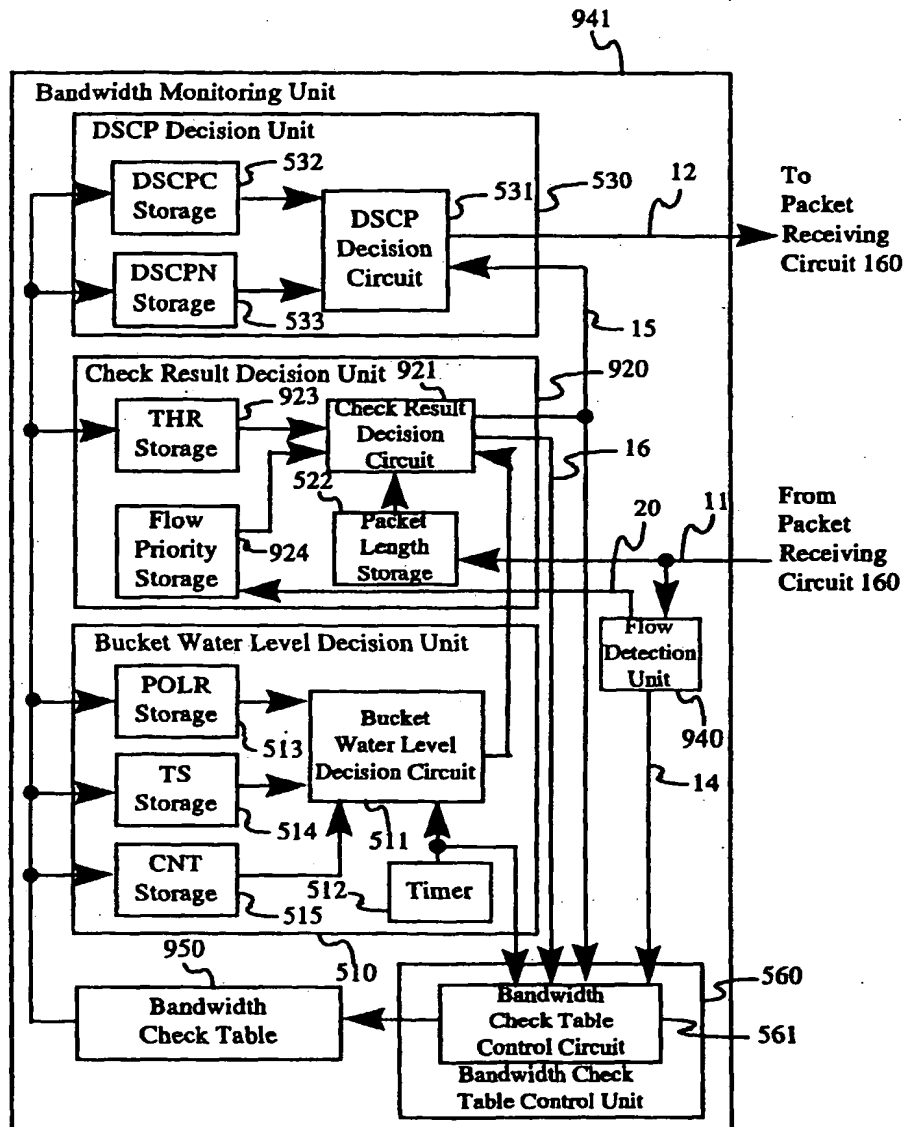 941
Bandwidth Monitoring Unit
DSCP Decision Unit
532
DSCPC
Storage
DSCPN
Storage
533
DSCP
Decision
Circuit
531
530
12
To
Packet
Receiving
Circuit 160
15
Check Result Decision Unit
921
920
923
THR
Storage
Check Result
Decision
Circuit
16
522
Flow
Priority
Storage
924
Packet
Length
Storage
20
11
From
Packet
Receiving
Circuit 160
Flow
Detection
Unit
940
14
Bucket Water Level Decision Unit
POLR
Storage
513
Bucket
Water Level
Decision Circuit
TS
Storage
514
511
CNT
Storage
515
512
Timer
510
950
Bandwidth
Check Table
560
Bandwidth
Check Table
Control Circuit
561
Bandwidth Check
Table Control Unit